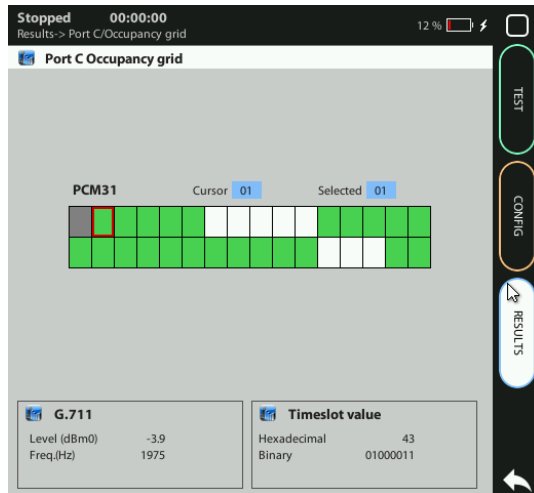 Stopped 00:00:00
12 %
Results-> Port C/Occupancy grid
Port C Occupancy grid
TEST
CONFIG
RESULTS
PCM31 Cursor 01 Selected 01
G.711
Level (dBm0) -3.9
Freq.(Hz) 1975
Timeslot value
Hexadecimal 43
Binary 01000011